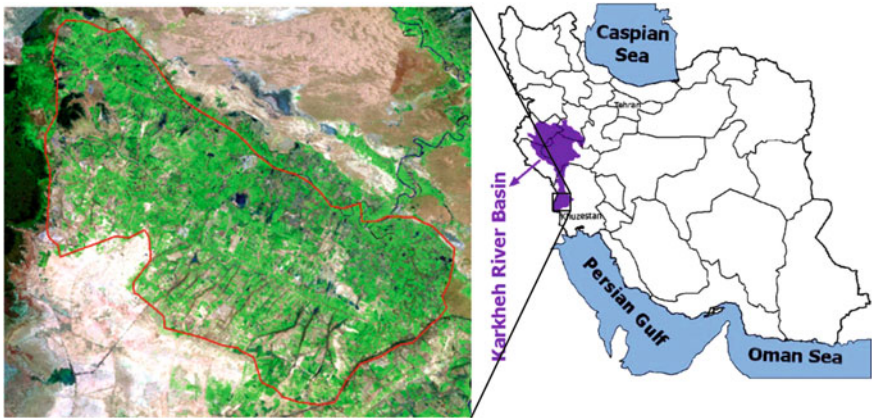 Caspian
Sea
Tehran
Karkheh River Basin
Khuzestan
Persian Gulf
Oman Sea